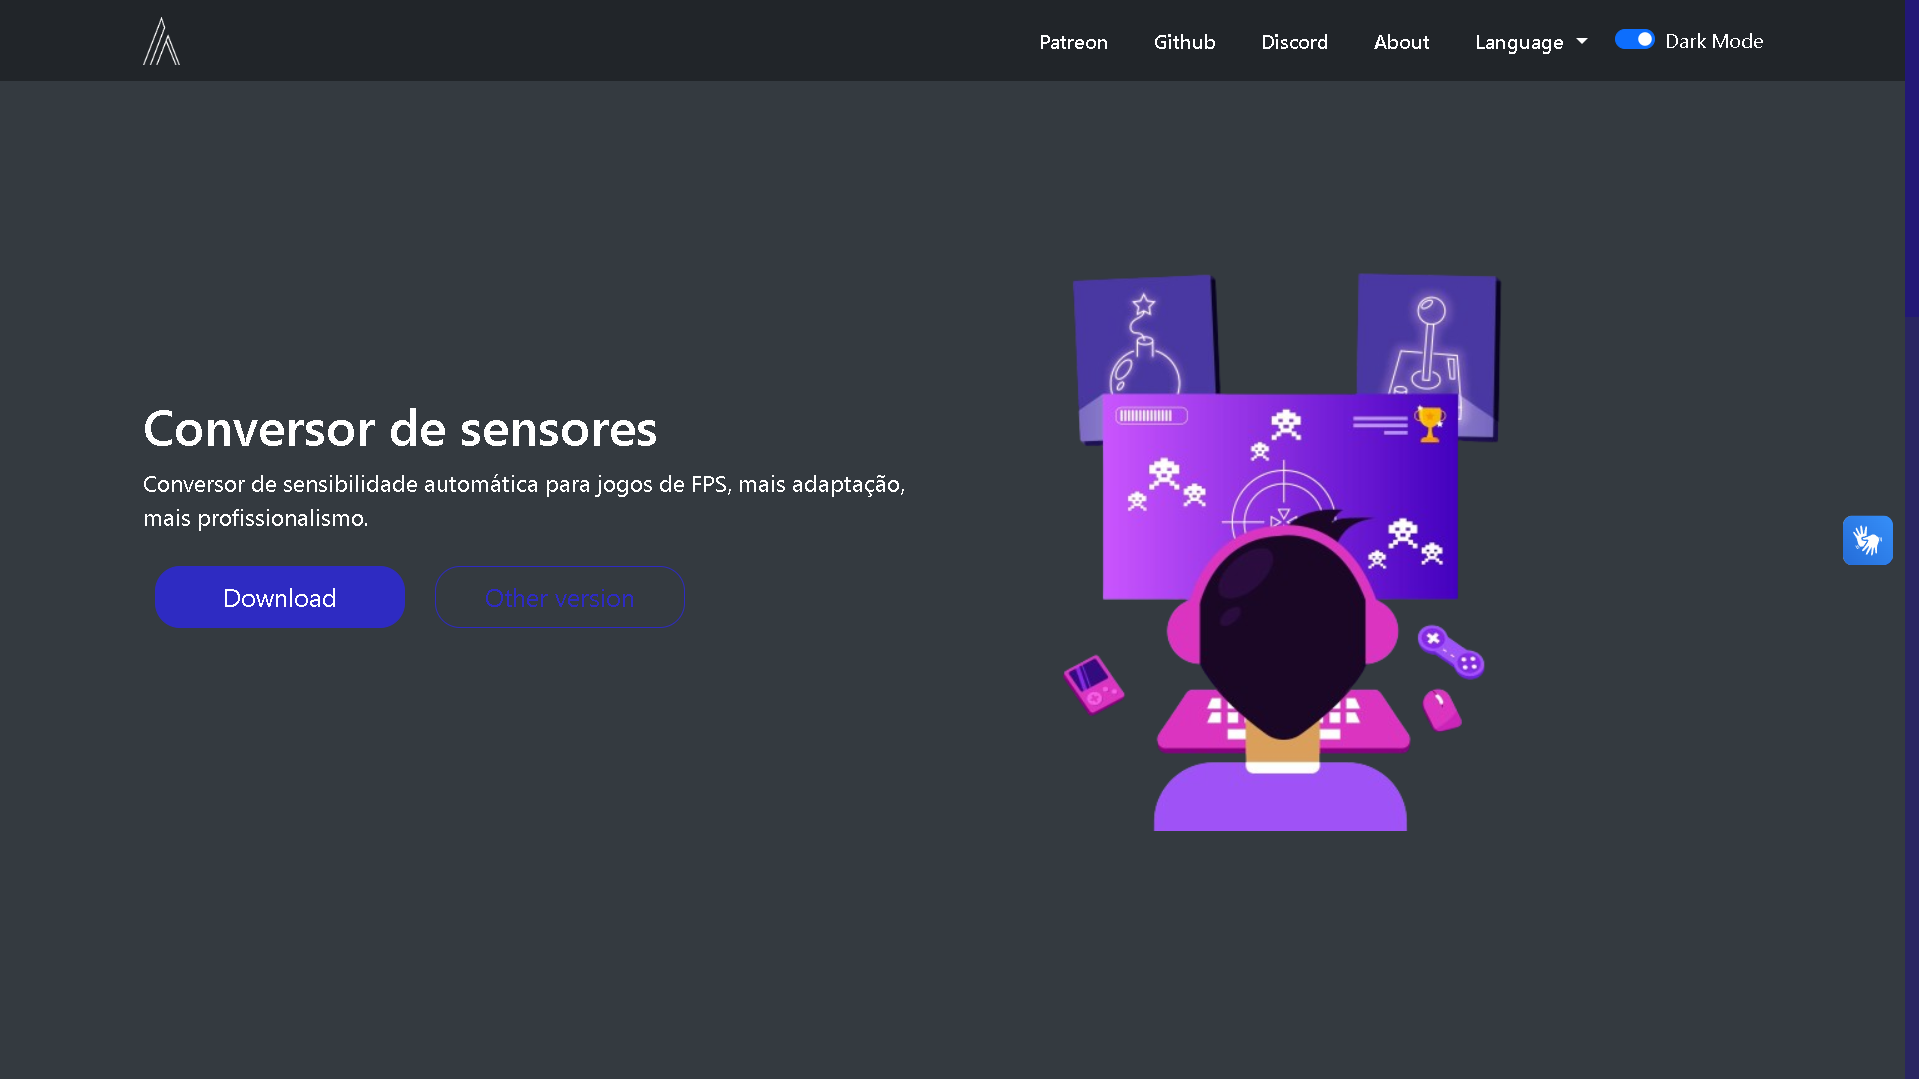 Patreon
Github
Discord
About
Language
Dark Mode
Conversor de sensores
Conversor de sensibilidade automática para jogos de FPS, mais adaptação,
mais profissionalismo.
Download
Other version